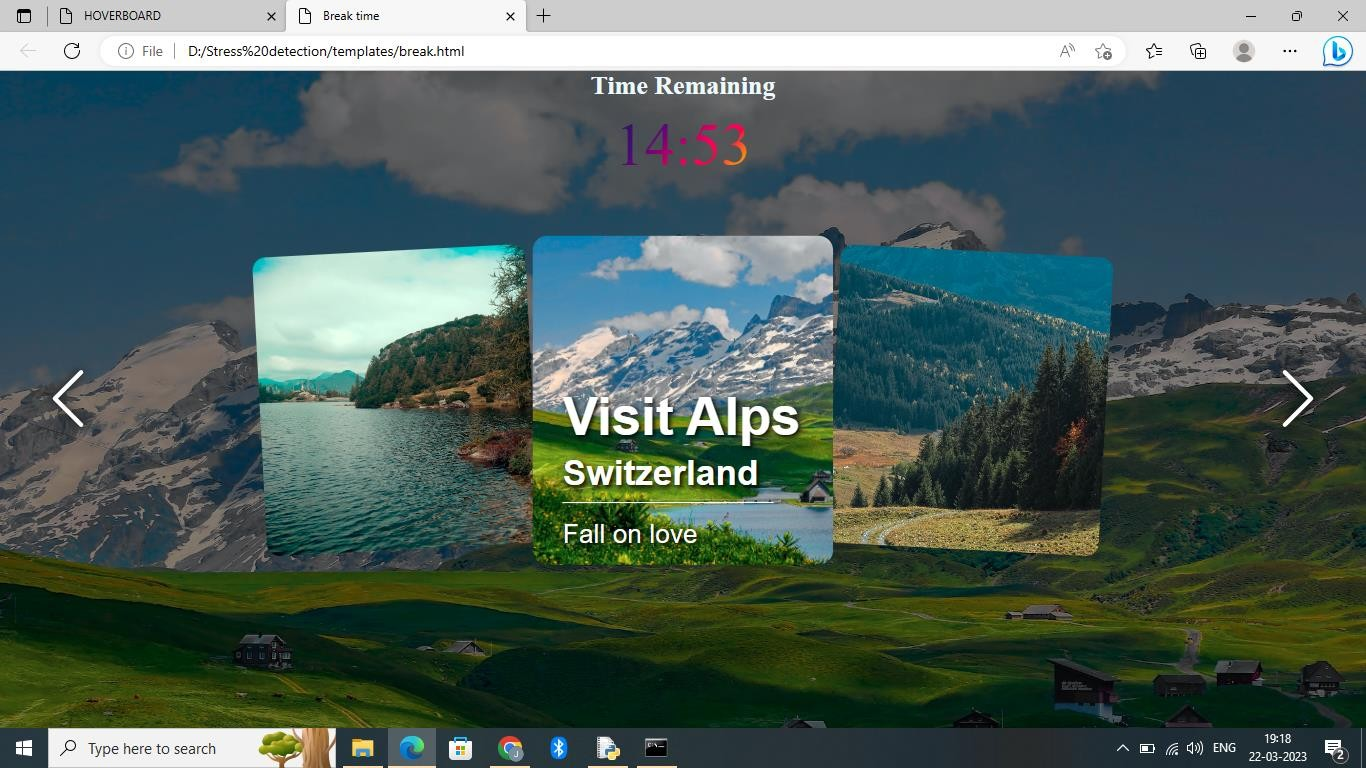 HOVERBOARD
Break time
File
D:/Stress%20detection/templates/break.html
Time Remaining
14:53
Visit Alps
Switzerland
Fall on love
Type here to search
ENG
19:18
22-03-2023
2